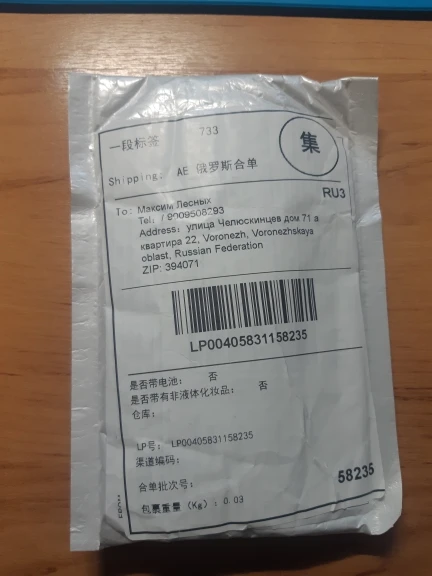 一段标签 733
集
Shipping: AE 俄罗斯合单
RU3
To: Максим Лесных
Tel: 79009508293
Address: улица Челюскинцев дом 71 а
квартира 22, Voronezh, Voronezhskaya
oblast, Russian Federation
ZIP: 394071
LP00405831158235
是否带电池: 否
是否带有非液体化妆品: 否
仓库:
LP号: LP00405831158235
渠道编码:
合单批次号:
58235
包裹重量 (Kg): 0.03